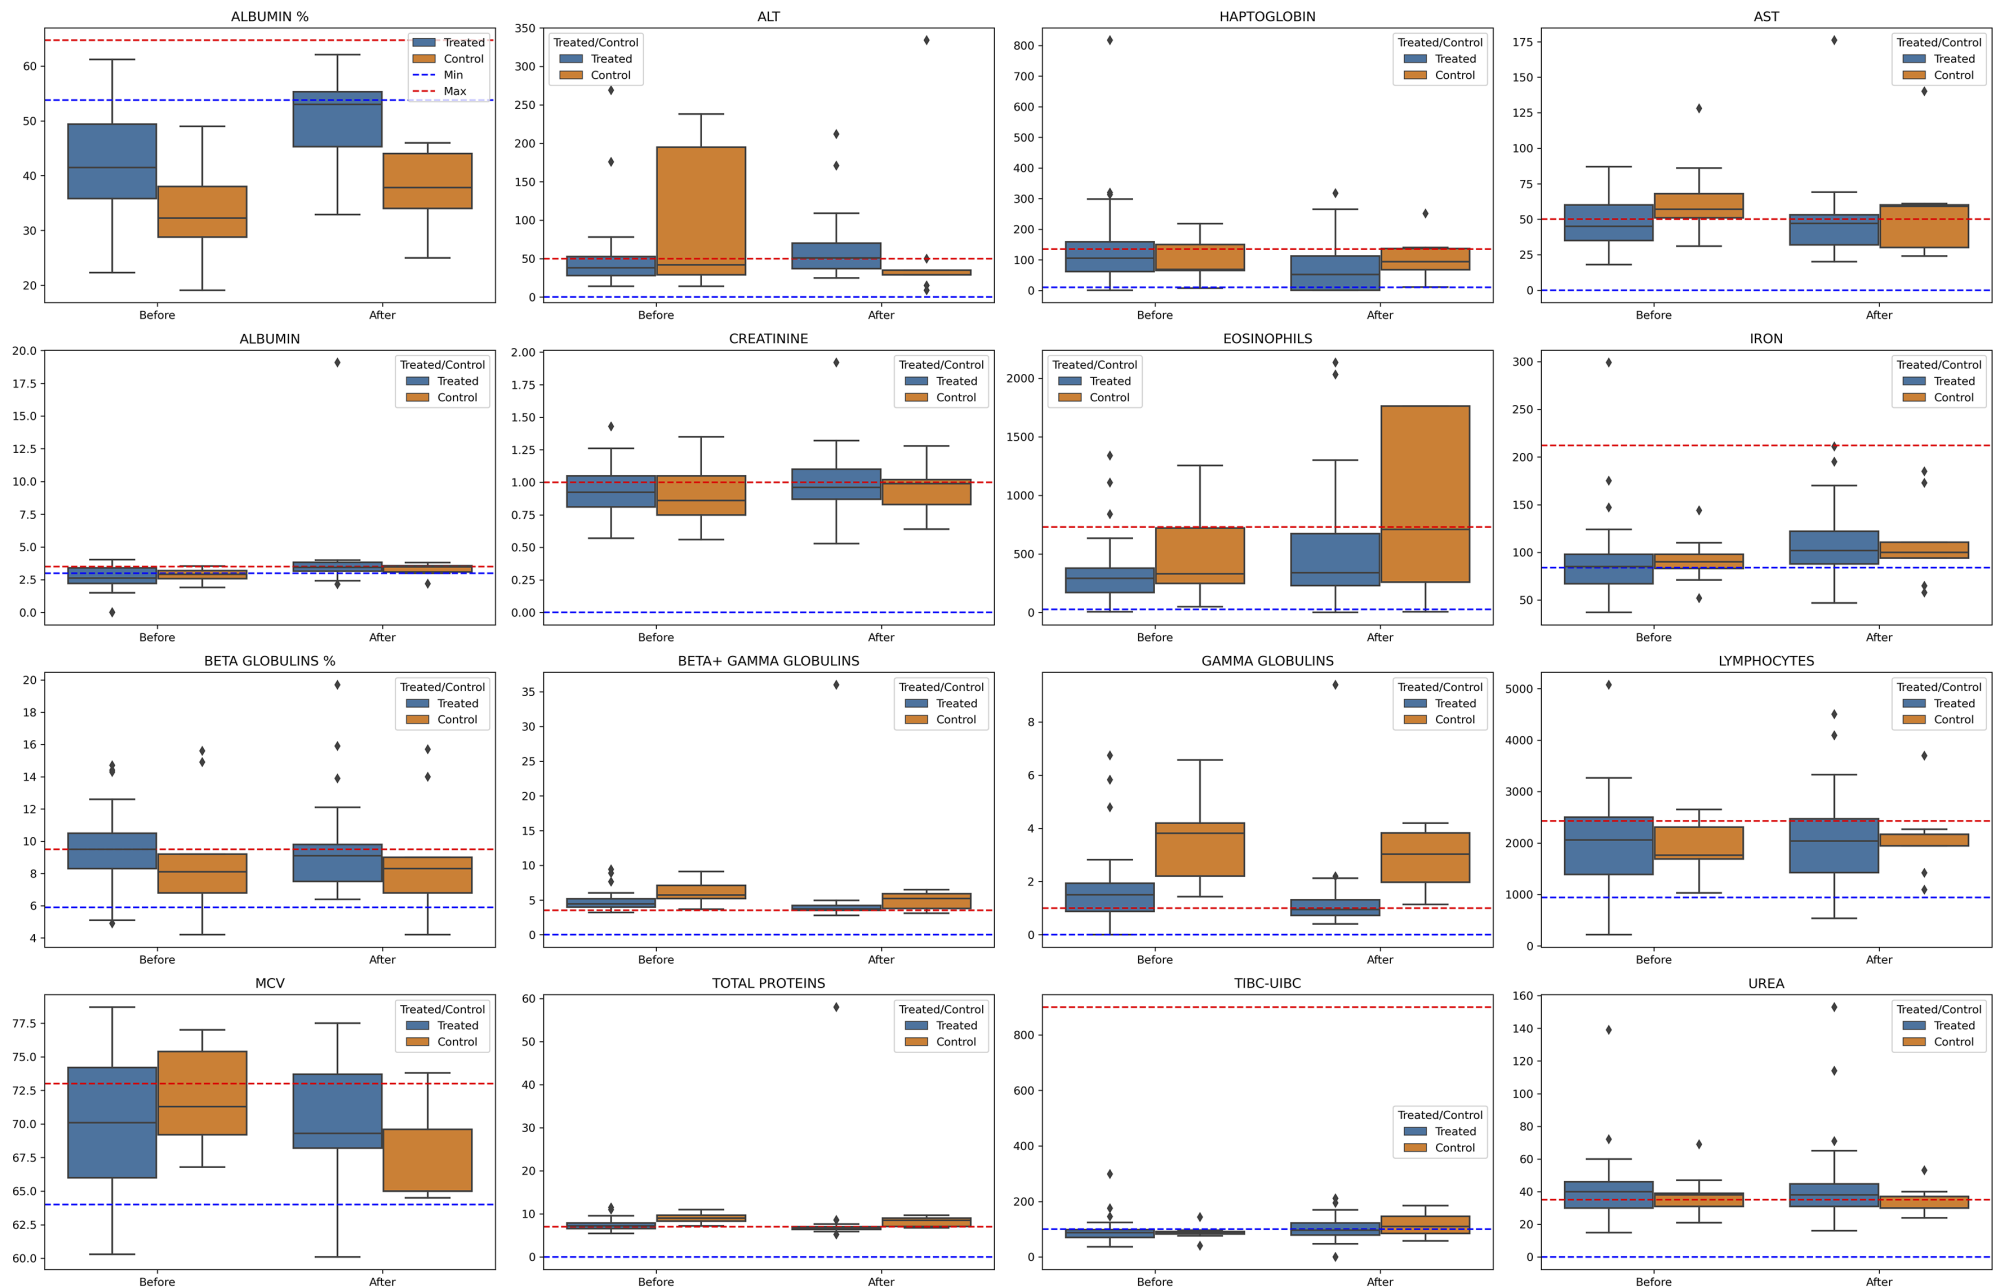 ALBUMIN %
Treated
Control
Min
Max
60
50
40
30
20
Before
After
ALT
Treated/Control
Treated
Control
350
300
250
200
150
100
50
0
Before
After
HAPTOGLOBIN
Treated/Control
Treated
Control
800
700
600
500
400
300
200
100
0
Before
After
AST
Treated/Control
Treated
Control
175
150
125
100
75
50
25
0
Before
After
ALBUMIN
Treated/Control
Treated
Control
20.0
17.5
15.0
12.5
10.0
7.5
5.0
2.5
0.0
Before
After
CREATININE
Treated/Control
Treated
Control
2.00
1.75
1.50
1.25
1.00
0.75
0.50
0.25
0.00
Before
After
EOSINOPHILS
Treated/Control
Treated
Control
2000
1500
1000
500
0
Before
After
IRON
Treated/Control
Treated
Control
300
250
200
150
100
50
Before
After
BETA GLOBULINS %
Treated/Control
Treated
Control
20
18
16
14
12
10
8
6
4
Before
After
BETA+ GAMMA GLOBULINS
Treated/Control
Treated
Control
35
30
25
20
15
10
5
0
Before
After
GAMMA GLOBULINS
Treated/Control
Treated
Control
8
6
4
2
0
Before
After
LYMPHOCYTES
Treated/Control
Treated
Control
5000
4000
3000
2000
1000
0
Before
After
MCV
Treated/Control
Treated
Control
77.5
75.0
72.5
70.0
67.5
65.0
62.5
60.0
Before
After
TOTAL PROTEINS
Treated/Control
Treated
Control
60
50
40
30
20
10
0
Before
After
TIBC-UIBC
Treated/Control
Treated
Control
800
600
400
200
0
Before
After
UREA
Treated/Control
Treated
Control
160
140
120
100
80
60
40
20
0
Before
After